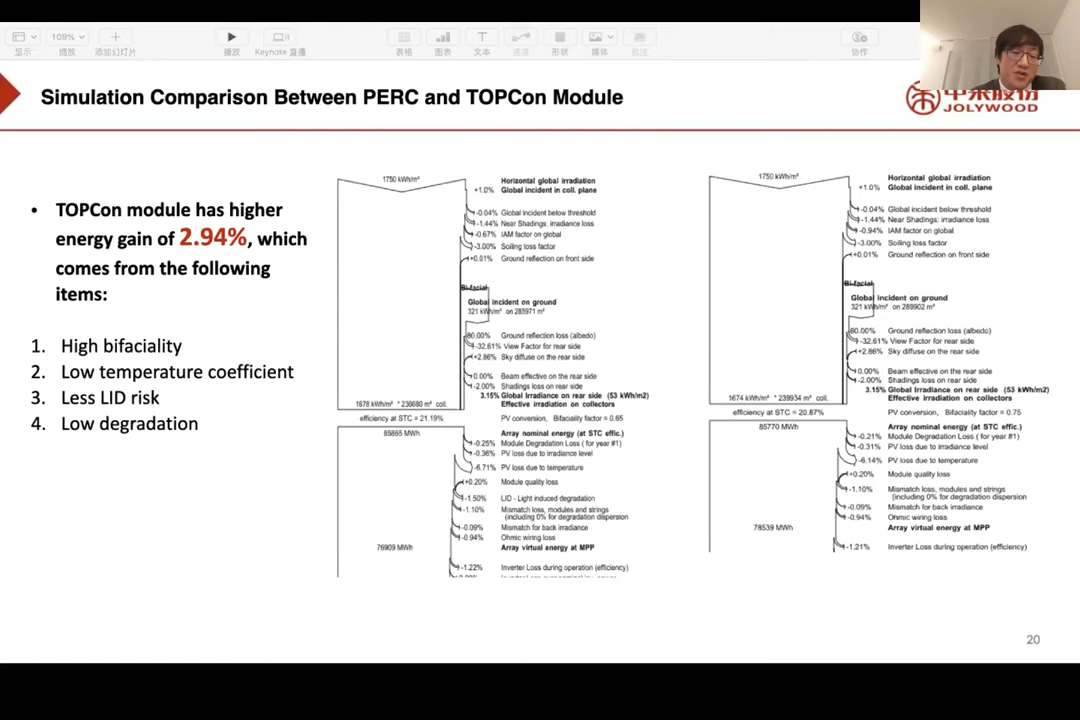 109%
显示
缩放
添加幻灯片
播放
Keynote 直播
表格
图表
文本
形状
媒体
批注
协作
Simulation Comparison Between PERC and TOPCon Module
JOLYWOOD
• TOPCon module has higher
energy gain of 2.94%, which
comes from the following
items:
1. High bifaciality
2. Low temperature coefficient
3. Less LID risk
4. Low degradation
1750 kWh/m²
Horizontal global irradiation
+1.0% Global incident in coll. plane
-0.04% Global incident below threshold
-1.44% Near Shadings: irradiance loss
-0.67% IAM factor on global
-3.00% Soiling loss factor
+0.01% Ground reflection on front side
Bi-facial
Global incident on ground
321 kWh/m² on 285971 m²
80.00% Ground reflection loss (albedo)
-32.61% View Factor for rear side
+2.86% Sky diffuse on the rear side
0.00% Beam effective on the rear side
-2.00% Shadings loss on rear side
3.15% Global Irradiance on rear side (53 kWh/m2)
1678 kWh/m² * 236680 m² coll. Effective irradiation on collectors
efficiency at STC = 21.19% PV conversion, Bifaciality factor = 0.65
85865 MWh Array nominal energy (at STC effic.)
-0.25% Module Degradation Loss ( for year #1)
-0.36% PV loss due to irradiance level
-6.71% PV loss due to temperature
+0.20% Module quality loss
-1.50% LID - Light induced degradation
-1.10% Mismatch loss, modules and strings
(including 0% for degradation dispersion
-0.09% Mismatch for back irradiance
-0.94% Ohmic wiring loss
76909 MWh Array virtual energy at MPP
-1.22% Inverter Loss during operation (efficiency)
1750 kWh/m²
Horizontal global irradiation
+1.0% Global incident in coll. plane
-0.04% Global incident below threshold
-1.44% Near Shadings: irradiance loss
-0.94% IAM factor on global
-3.00% Soiling loss factor
+0.01% Ground reflection on front side
Bi-facial
Global incident on ground
321 kWh/m² on 289902 m²
80.00% Ground reflection loss (albedo)
-32.61% View Factor for rear side
+2.86% Sky diffuse on the rear side
0.00% Beam effective on the rear side
-2.00% Shadings loss on rear side
3.15% Global Irradiance on rear side (53 kWh/m2)
1674 kWh/m² * 239934 m² coll. Effective irradiation on collectors
efficiency at STC = 20.87% PV conversion, Bifaciality factor = 0.75
85770 MWh Array nominal energy (at STC effic.)
-0.21% Module Degradation Loss ( for year #1)
-0.31% PV loss due to irradiance level
-6.14% PV loss due to temperature
+0.20% Module quality loss
-1.10% Mismatch loss, modules and strings
(including 0% for degradation dispersion
-0.09% Mismatch for back irradiance
-0.94% Ohmic wiring loss
78539 MWh Array virtual energy at MPP
-1.21% Inverter Loss during operation (efficiency)
20